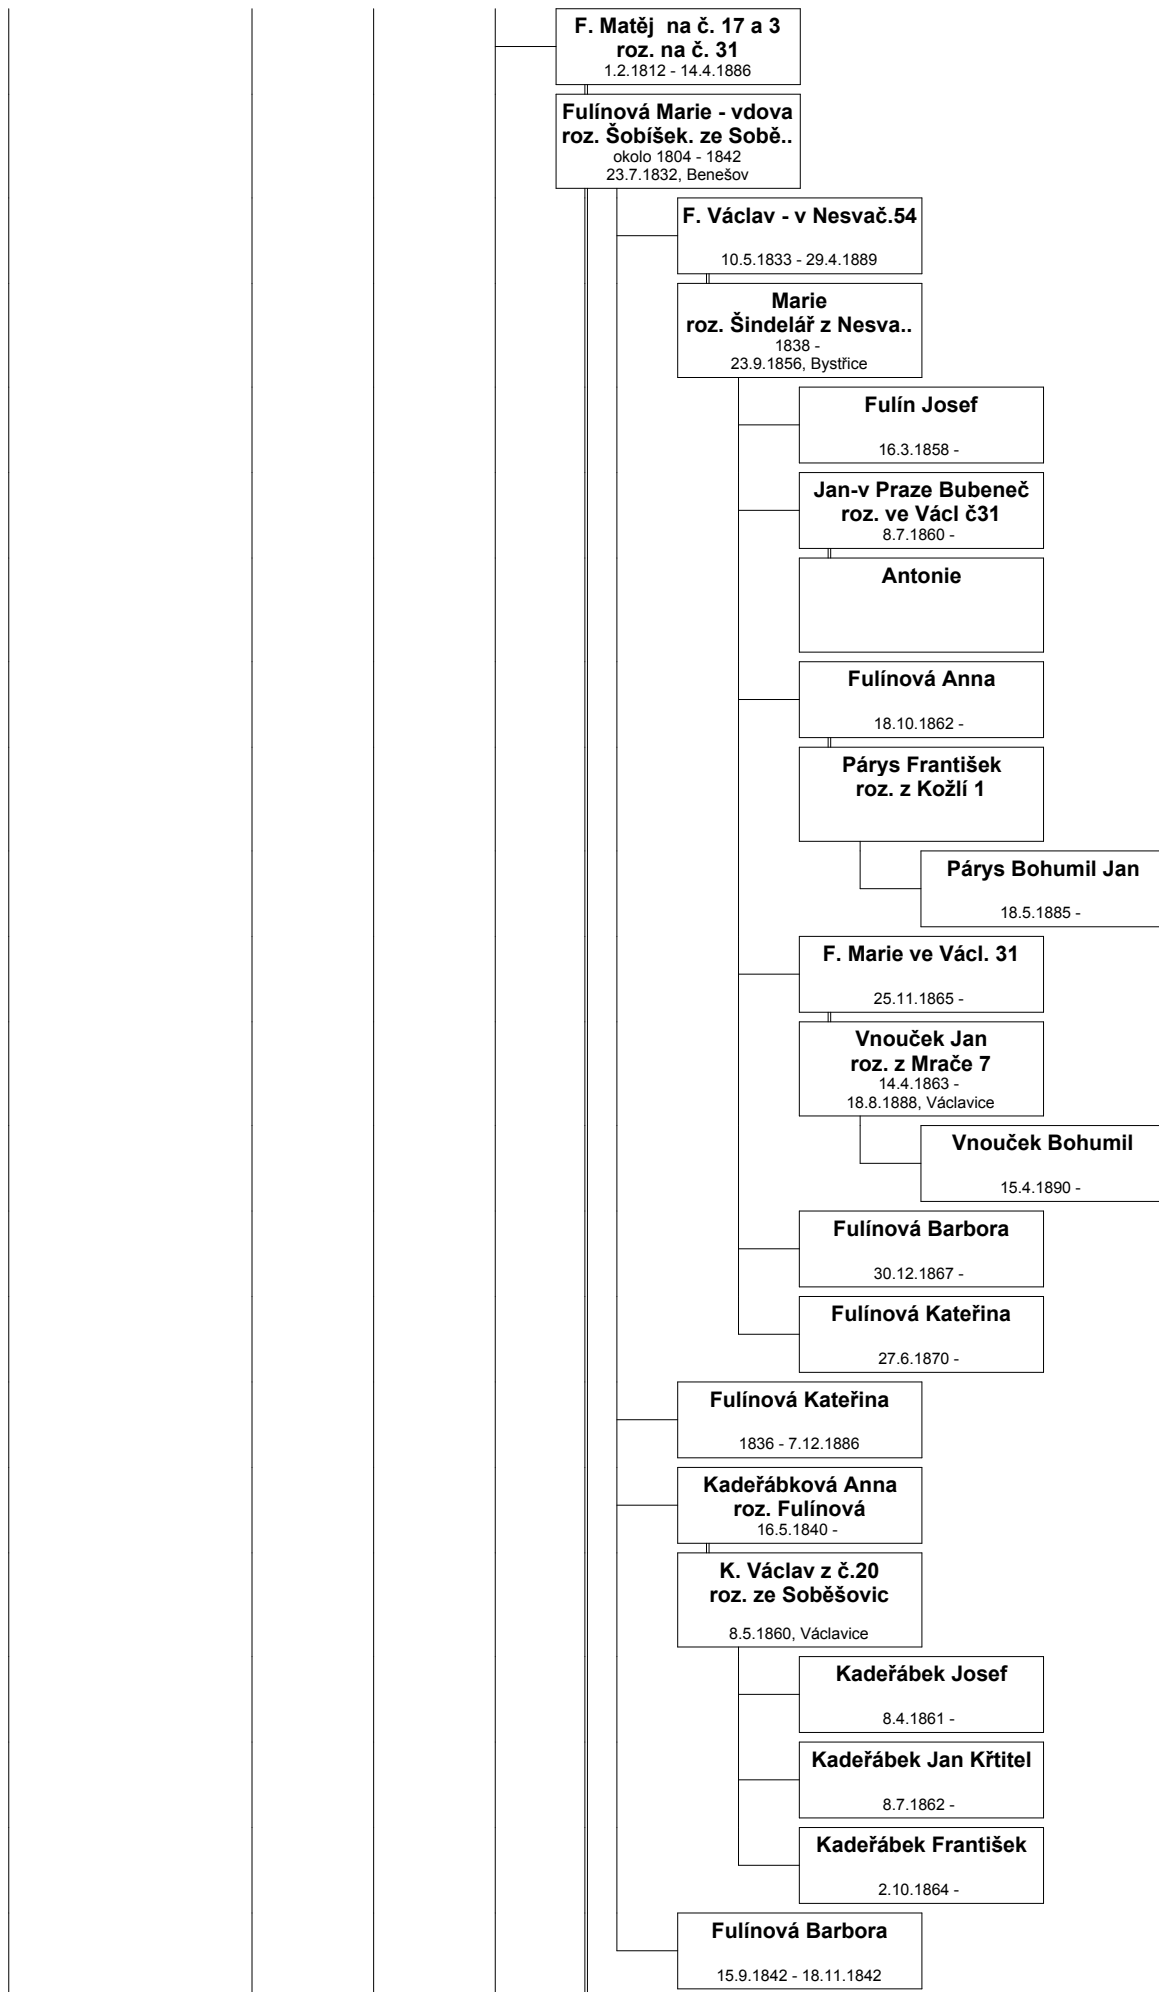 F. Matěj na č. 17 a 3
roz. na č. 31
1.2.1812 - 14.4.1886
Fulínová Marie - vdova
roz. Šobíšek. ze Sobě..
okolo 1804 - 1842
23.7.1832, Benešov
F. Václav - v Nesvač.54
10.5.1833 - 29.4.1889
Marie
roz. Šindelář z Nesva..
1838 -
23.9.1856, Bystřice
Fulín Josef
16.3.1858 -
Jan-v Praze Bubeneč
roz. ve Václ č31
8.7.1860 -
Antonie
Fulínová Anna
18.10.1862 -
Párys František
roz. z Kožlí 1
Párys Bohumil Jan
18.5.1885 -
F. Marie ve Václ. 31
25.11.1865 -
Vnouček Jan
roz. z Mrače 7
14.4.1863 -
18.8.1888, Václavice
Vnouček Bohumil
15.4.1890 -
Fulínová Barbora
30.12.1867 -
Fulínová Kateřina
27.6.1870 -
Fulínová Kateřina
1836 - 7.12.1886
Kadeřábková Anna
roz. Fulínová
16.5.1840 -
K. Václav z č.20
roz. ze Soběšovic
8.5.1860, Václavice
Kadeřábek Josef
8.4.1861 -
Kadeřábek Jan Křtitel
8.7.1862 -
Kadeřábek František
2.10.1864 -
Fulínová Barbora
15.9.1842 - 18.11.1842